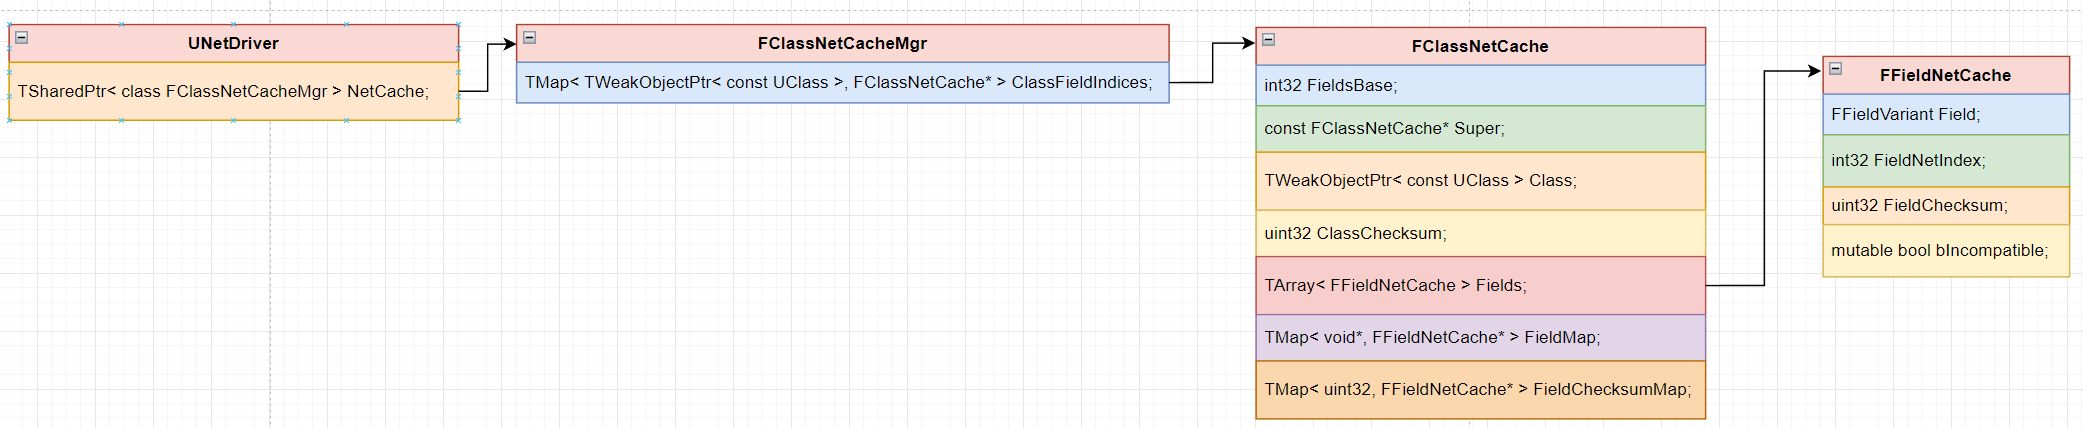 UNetDriver
TSharedPtr< class FClassNetCacheMgr > NetCache;
FClassNetCacheMgr
TMap< TWeakObjectPtr< const UClass >, FClassNetCache* > ClassFieldIndices;
FClassNetCache
int32 FieldsBase;
const FClassNetCache* Super;
TWeakObjectPtr< const UClass > Class;
uint32 ClassChecksum;
TArray< FFieldNetCache > Fields;
TMap< void*, FFieldNetCache* > FieldMap;
TMap< uint32, FFieldNetCache* > FieldChecksumMap;
FFieldNetCache
FFieldVariant Field;
int32 FieldNetIndex;
uint32 FieldChecksum;
mutable bool bIncompatible;